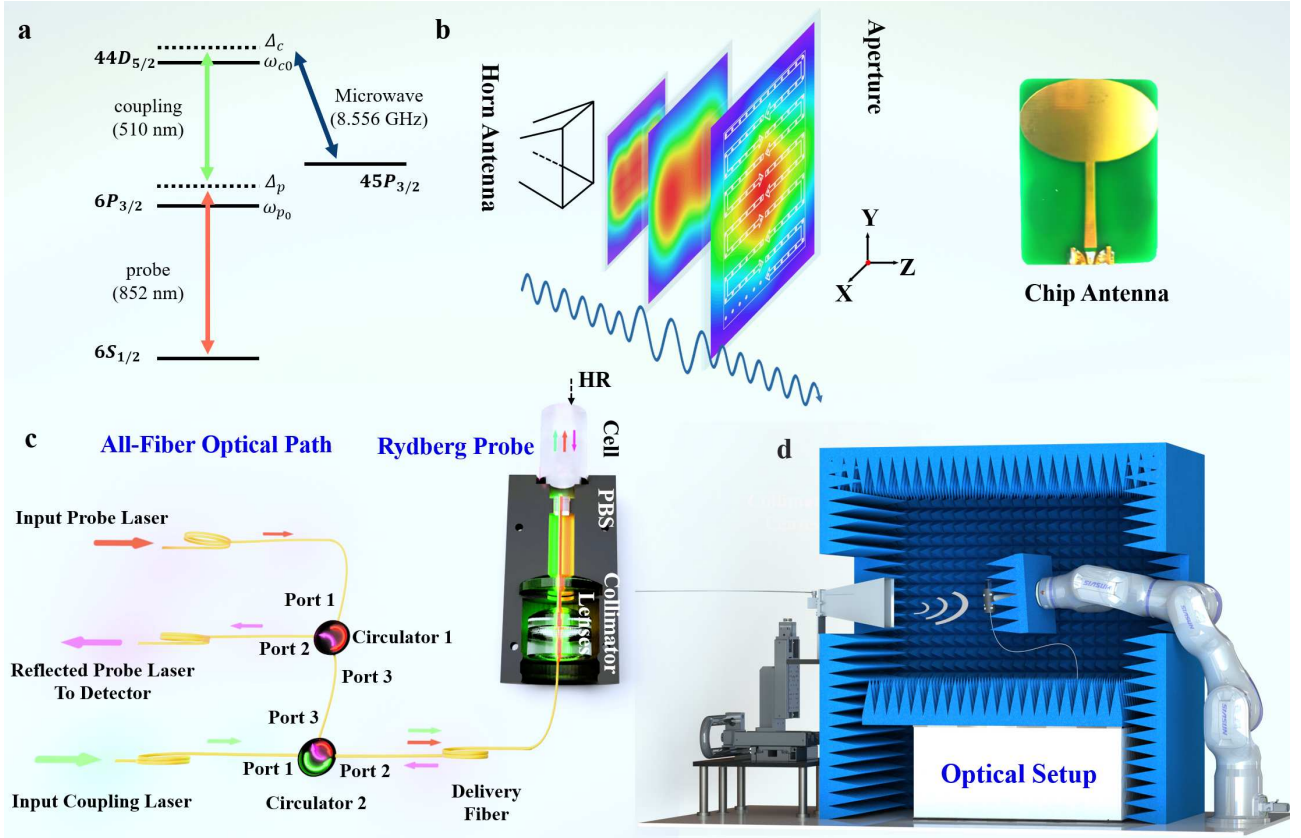 a
44D5/2
Δc
ωc0
coupling
(510 nm)
Microwave
(8.556 GHz)
45P3/2
Δp
6P3/2
ωp0
probe
(852 nm)
6S1/2
b
Horn Antenna
Aperture
Y
Z
X
Chip Antenna
c
All-Fiber Optical Path
Rydberg Probe
HR
Cell
PBS
Collimator
Lenses
Input Probe Laser
Port 1
Circulator 1
Port 2
Port 3
Reflected Probe Laser
To Detector
Port 3
Port 1
Port 2
Input Coupling Laser
Circulator 2
Delivery
Fiber
d
SIASUN
SIASUN
SIASUN
Optical Setup